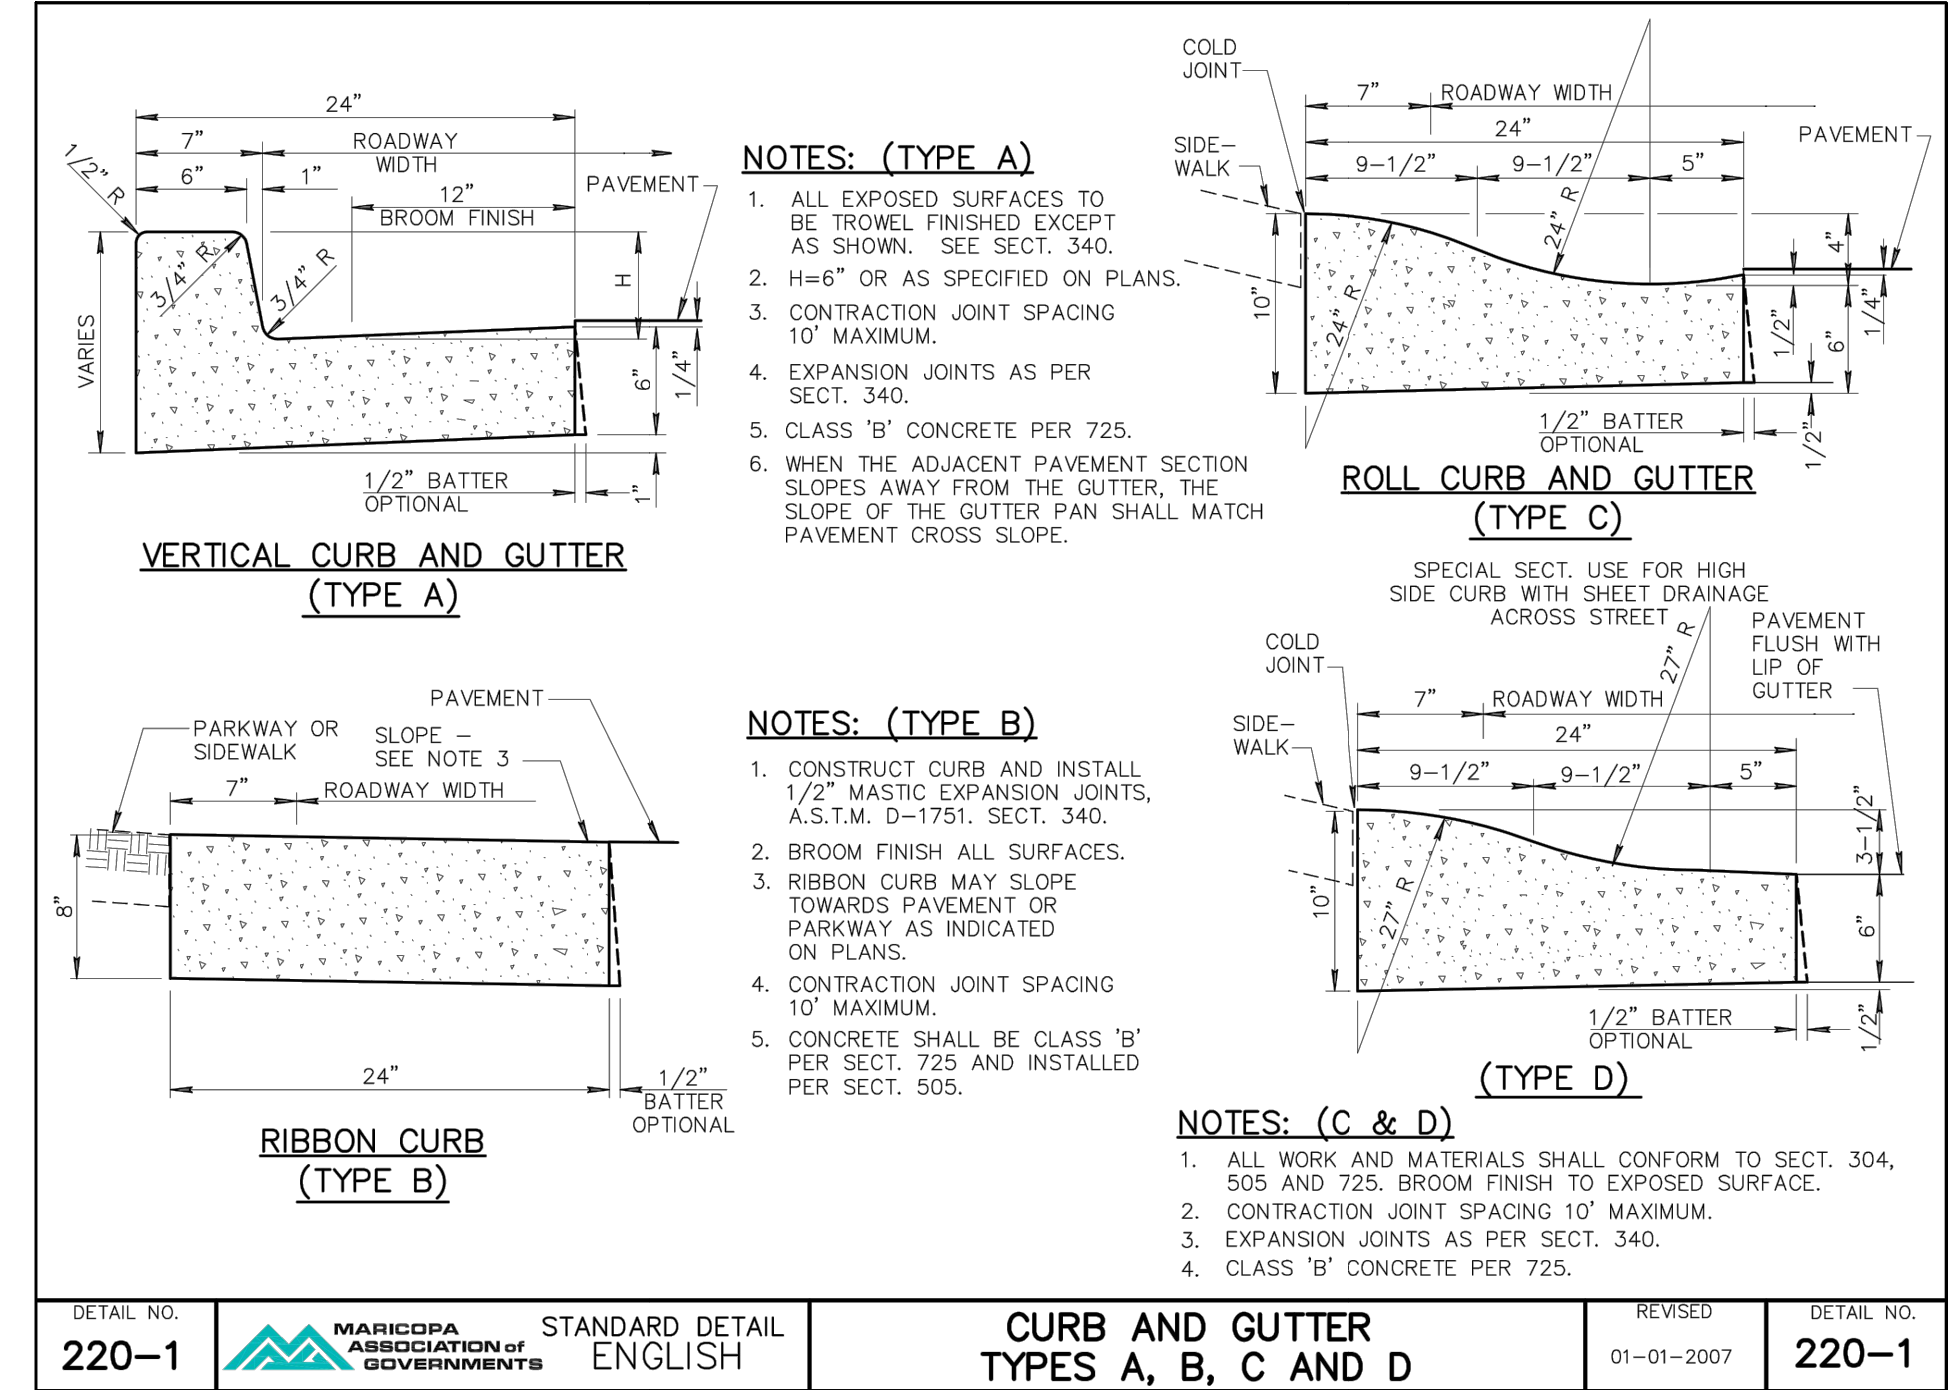 24"
7"
ROADWAY
WIDTH
6"
1"
12"
BROOM FINISH
PAVEMENT
1/2" R
3/4" R
3/4" R
H
VARIES
6"
1/4"
1"
1/2" BATTER
OPTIONAL
VERTICAL CURB AND GUTTER
(TYPE A)
NOTES: (TYPE A)
1. ALL EXPOSED SURFACES TO
BE TROWEL FINISHED EXCEPT
AS SHOWN. SEE SECT. 340.
2. H=6" OR AS SPECIFIED ON PLANS.
3. CONTRACTION JOINT SPACING
10' MAXIMUM.
4. EXPANSION JOINTS AS PER
SECT. 340.
5. CLASS 'B' CONCRETE PER 725.
6. WHEN THE ADJACENT PAVEMENT SECTION
SLOPES AWAY FROM THE GUTTER, THE
SLOPE OF THE GUTTER PAN SHALL MATCH
PAVEMENT CROSS SLOPE.
COLD
JOINT
7"
ROADWAY WIDTH
24"
PAVEMENT
SIDE-
WALK
9-1/2"
9-1/2"
5"
24" R
24" R
10"
4"
1/2"
6"
1/4"
1/2" BATTER
OPTIONAL
1/2"
ROLL CURB AND GUTTER
(TYPE C)
SPECIAL SECT. USE FOR HIGH
SIDE CURB WITH SHEET DRAINAGE
ACROSS STREET
PAVEMENT
FLUSH WITH
LIP OF
GUTTER
COLD
JOINT
27" R
7"
ROADWAY WIDTH
24"
SIDE-
WALK
9-1/2"
9-1/2"
5"
3-1/2"
10"
27" R
6"
1/2" BATTER
OPTIONAL
1/2"
(TYPE D)
PAVEMENT
PARKWAY OR
SIDEWALK
SLOPE -
SEE NOTE 3
7"
ROADWAY WIDTH
8"
24"
1/2"
BATTER
OPTIONAL
RIBBON CURB
(TYPE B)
NOTES: (TYPE B)
1. CONSTRUCT CURB AND INSTALL
1/2" MASTIC EXPANSION JOINTS,
A.S.T.M. D-1751. SECT. 340.
2. BROOM FINISH ALL SURFACES.
3. RIBBON CURB MAY SLOPE
TOWARDS PAVEMENT OR
PARKWAY AS INDICATED
ON PLANS.
4. CONTRACTION JOINT SPACING
10' MAXIMUM.
5. CONCRETE SHALL BE CLASS 'B'
PER SECT. 725 AND INSTALLED
PER SECT. 505.
NOTES: (C & D)
1. ALL WORK AND MATERIALS SHALL CONFORM TO SECT. 304,
505 AND 725. BROOM FINISH TO EXPOSED SURFACE.
2. CONTRACTION JOINT SPACING 10' MAXIMUM.
3. EXPANSION JOINTS AS PER SECT. 340.
4. CLASS 'B' CONCRETE PER 725.
DETAIL NO.
220-1
MARICOPA
ASSOCIATION of
GOVERNMENTS
STANDARD DETAIL
ENGLISH
CURB AND GUTTER
TYPES A, B, C AND D
REVISED
01-01-2007
DETAIL NO.
220-1